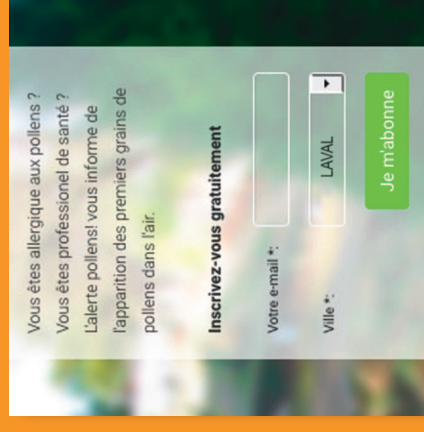 Vous êtes allergique aux pollens ?
Vous êtes professionel de santé ?
L'alerte pollens! vous informe de
l'apparition des premiers grains de
pollens dans l'air.
Inscrivez-vous gratuitement
Votre e-mail *:
Ville *:
LAVAL
Je m'abonne